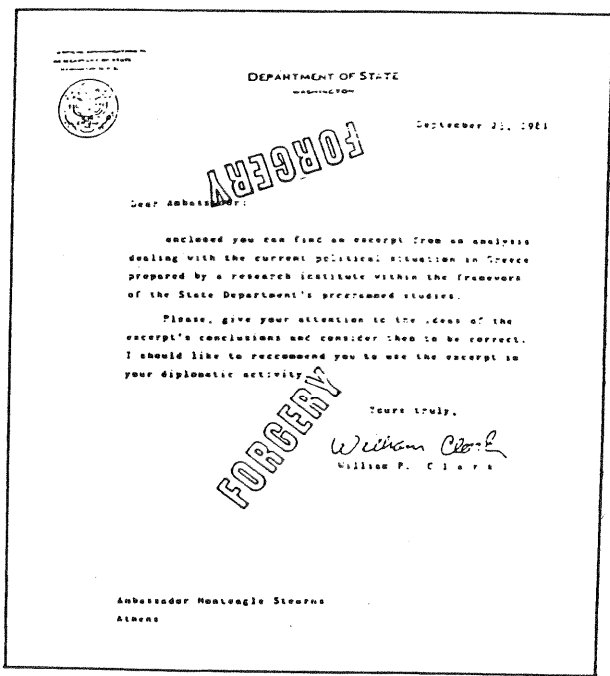 DEPARTMENT OF STATE
WASHINGTON
September 1981
FORGERY
Dear Ambassador:
enclosed you can find an excerpt from an analysis
dealing with the current political situation in Greece
prepared by a research institute within the framework
of the State Department's programmed studies.
Please, give your attention to the ideas of the
excerpt's conclusions and consider them to be correct.
I should like to reccommend you to use the excerpt in
your diplomatic activity.
FORGERY
Yours truly,
William Clark
William P. C l a r k
Ambassador Monteagle Stearns
Athens